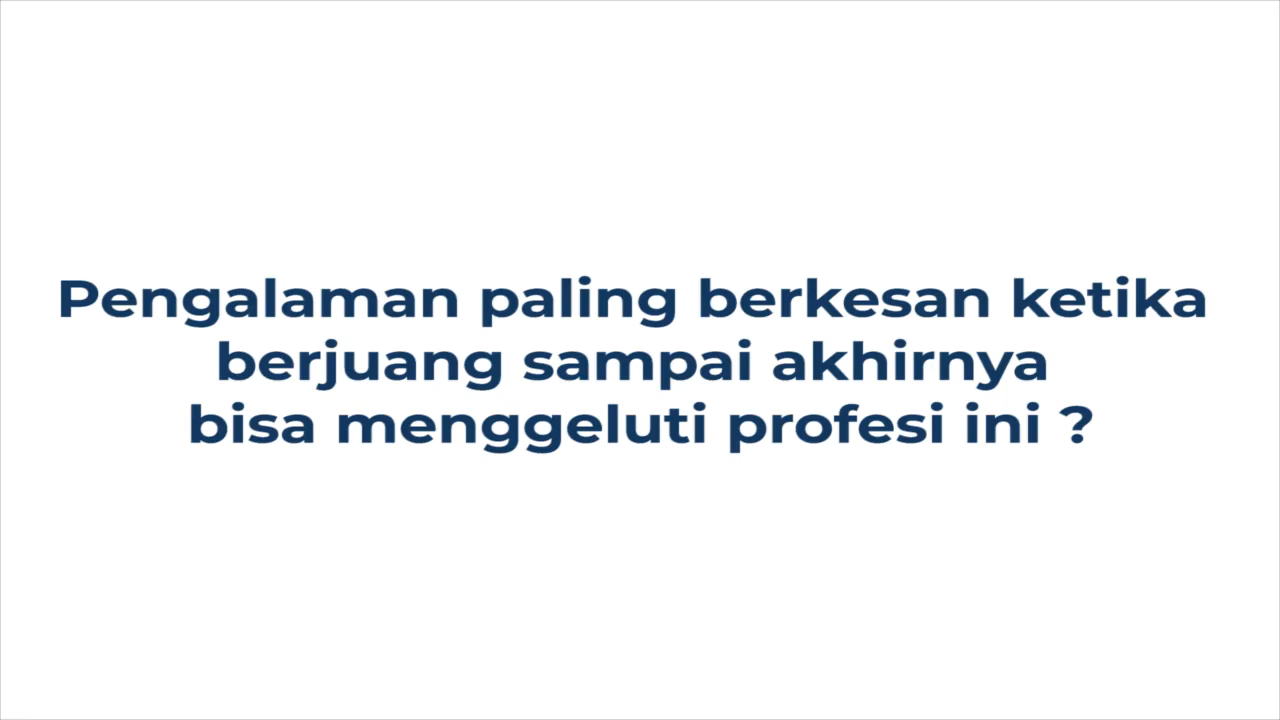 Pengalaman paling berkesan ketika
berjuang sampai akhirnya
bisa menggeluti profesi ini ?